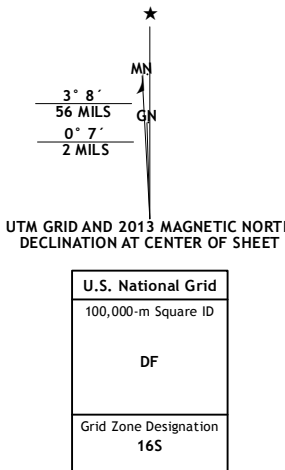 MN
3° 8´
56 MILS
GN
0° 7´
2 MILS
UTM GRID AND 2013 MAGNETIC NORTH
DECLINATION AT CENTER OF SHEET
U.S. National Grid
100,000-m Square ID
DF
Grid Zone Designation
16S